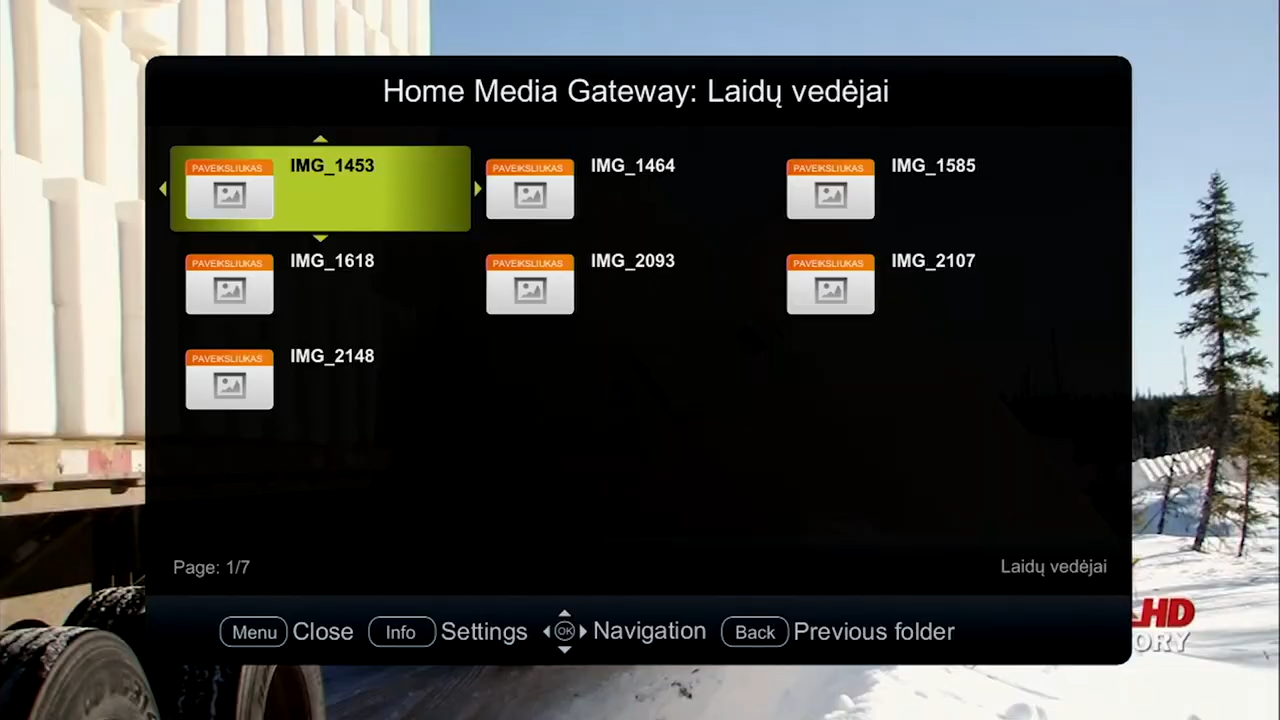 Home Media Gateway: Laidų vedėjai
PAVEIKSLIUKAS IMG_1453
PAVEIKSLIUKAS IMG_1464
PAVEIKSLIUKAS IMG_1585
PAVEIKSLIUKAS IMG_1618
PAVEIKSLIUKAS IMG_2093
PAVEIKSLIUKAS IMG_2107
PAVEIKSLIUKAS IMG_2148
Page: 1/7
Laidų vedėjai
Menu Close Info Settings OK Navigation Back Previous folder
HD
ORY